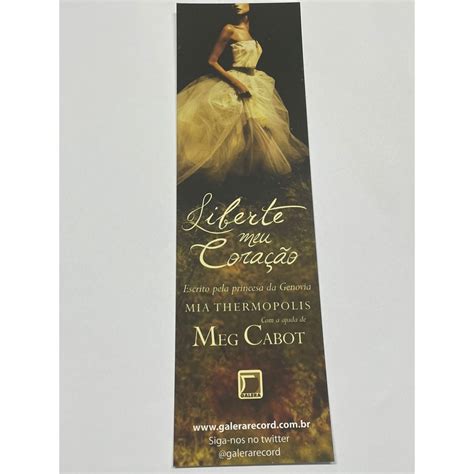 Liberte
meu
Coração
Escrito pela princesa da Genovia
MIA THERMOPOLIS
Com a ajuda de
MEG CABOT
www.galerarecord.com.br
Siga-nos no twitter
@galerarecord